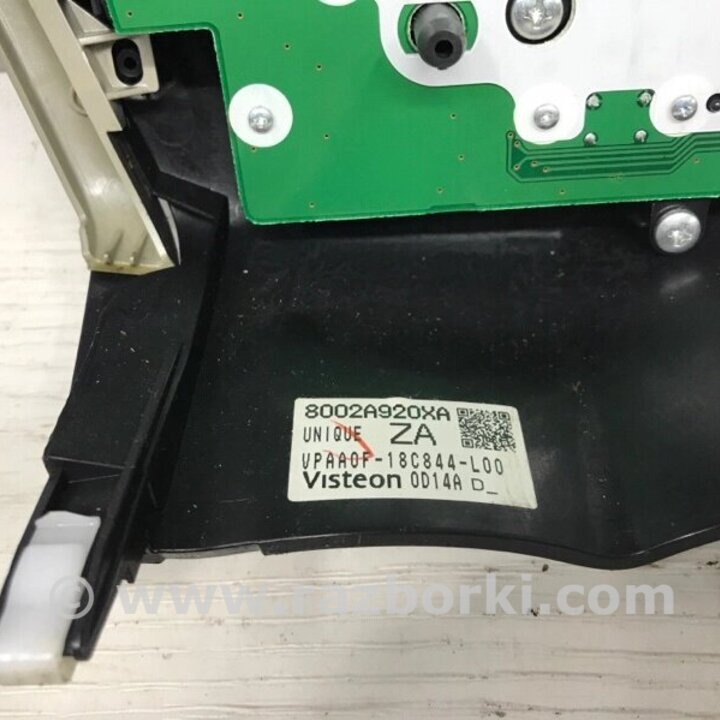 8002A920XA
UNIQUE ZA
VPAA0F-18C844-L00
Visteon 0D14A D_
© www.razborki.com